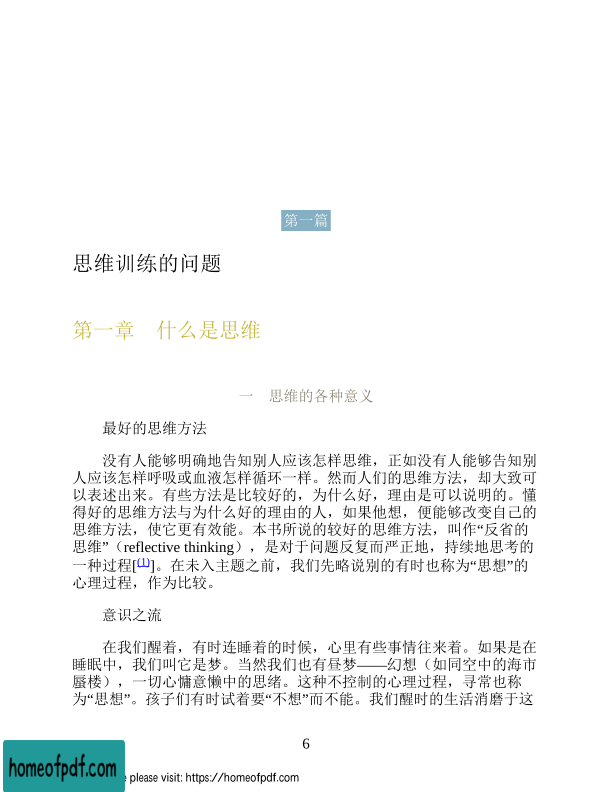 第一篇
思维训练的问题
第一章　什么是思维
一　思维的各种意义
最好的思维方法
没有人能够明确地告知别人应该怎样思维，正如没有人能够告知别
人应该怎样呼吸或血液怎样循环一样。然而人们的思维方法，却大致可
以表述出来。有些方法是比较好的，为什么好，理由是可以说明的。懂
得好的思维方法与为什么好的理由的人，如果他想，便能够改变自己的
思维方法，使它更有效能。本书所说的较好的思维方法，叫作“反省的
思维”（reflective thinking），是对于问题反复而严正地，持续地思考的
一种过程[(1)]。在未入主题之前，我们先略说别的有时也称为“思想”的
心理过程，作为比较。
意识之流
在我们醒着，有时连睡着的时候，心里有些事情往来着。如果是在
睡眠中，我们叫它是梦。当然我们也有昼梦——幻想（如同空中的海市
蜃楼），一切心慵意懒中的思绪。这种不控制的心理过程，寻常也称
为“思想”。孩子们有时试着要“不想”而不能。我们醒时的生活消磨于这
6
homeofpdf.com
please visit: https://homeofpdf.com